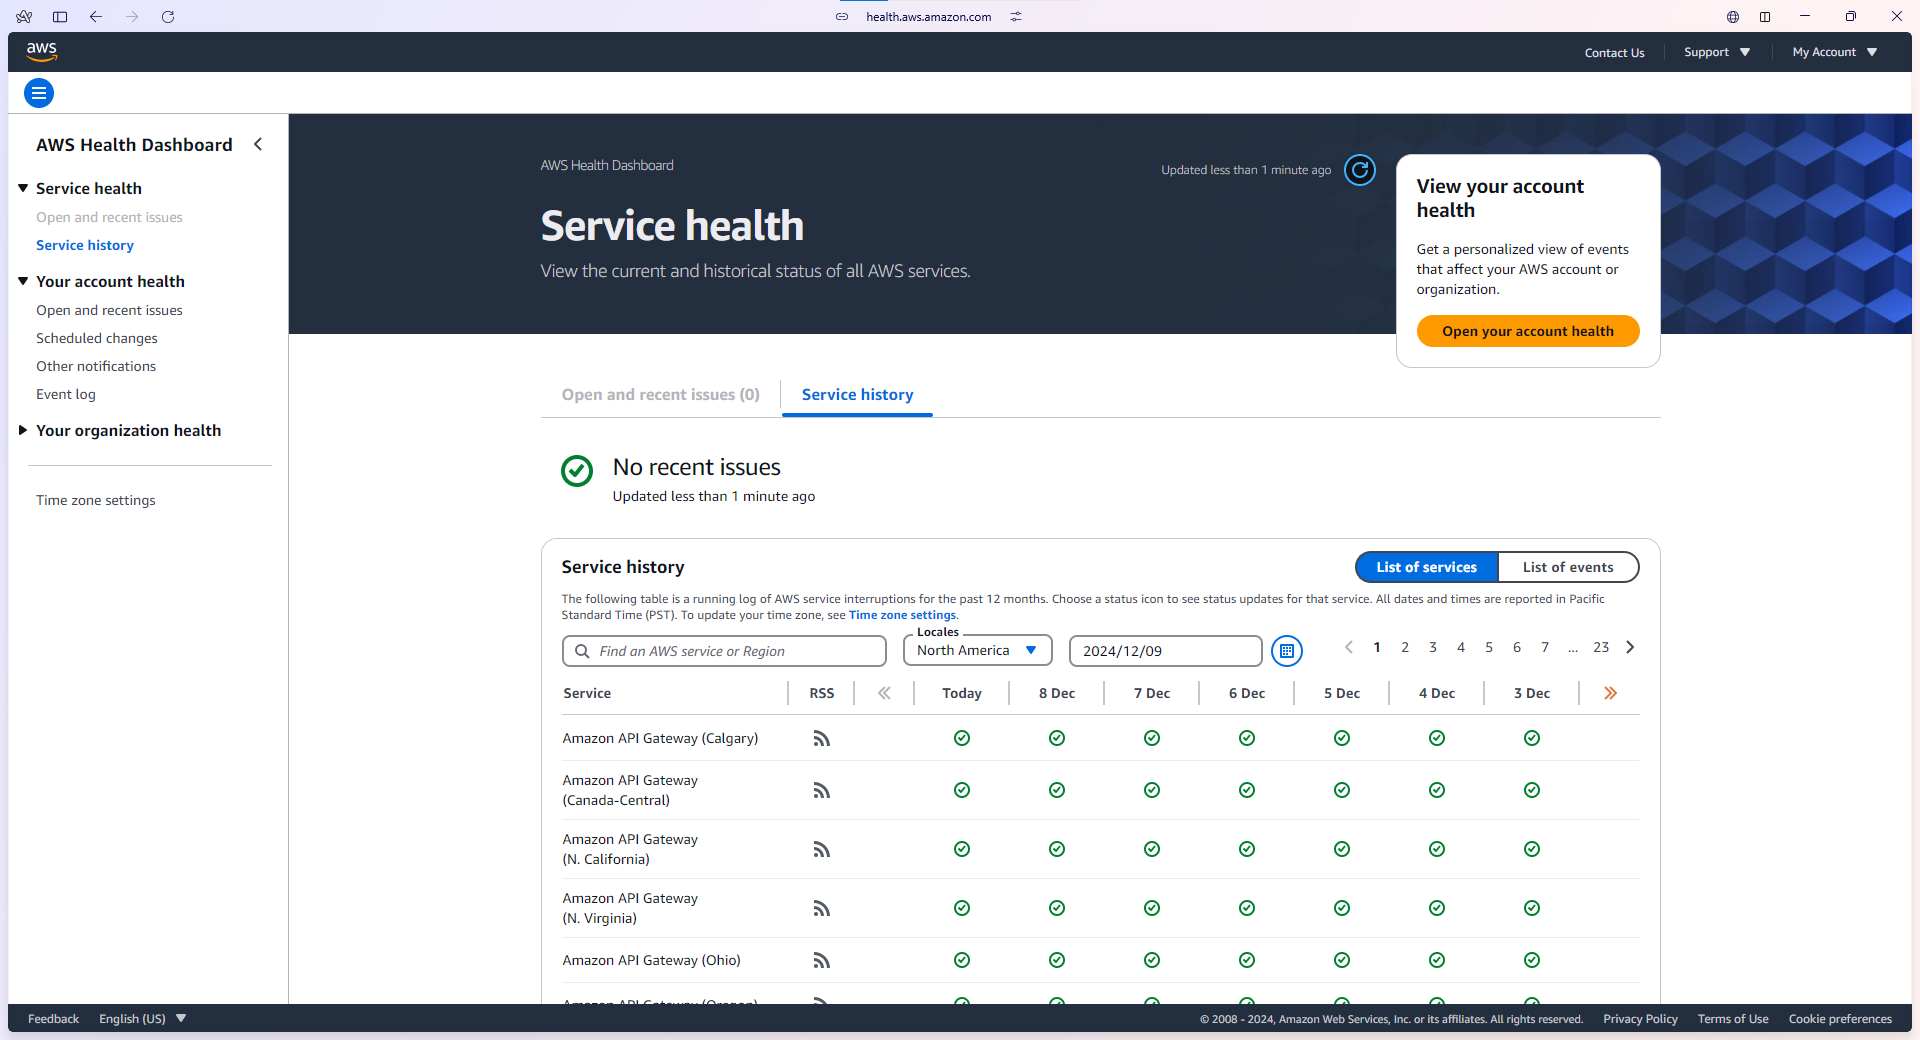 health.aws.amazon.com
aws
Contact Us
Support
My Account
AWS Health Dashboard
Service health
Open and recent issues
Service history
Your account health
Open and recent issues
Scheduled changes
Other notifications
Event log
Your organization health
Time zone settings
AWS Health Dashboard
Updated less than 1 minute ago
Service health
View the current and historical status of all AWS services.
View your account
health
Get a personalized view of events
that affect your AWS account or
organization.
Open your account health
Open and recent issues (0)
Service history
No recent issues
Updated less than 1 minute ago
Service history
List of services
List of events
The following table is a running log of AWS service interruptions for the past 12 months. Choose a status icon to see status updates for that service. All dates and times are reported in Pacific
Standard Time (PST). To update your time zone, see Time zone settings.
Find an AWS service or Region
Locales
North America
2024/12/09
1 2 3 4 5 6 7 ... 23
Service RSS Today 8 Dec 7 Dec 6 Dec 5 Dec 4 Dec 3 Dec
Amazon API Gateway (Calgary)
Amazon API Gateway
(Canada-Central)
Amazon API Gateway
(N. California)
Amazon API Gateway
(N. Virginia)
Amazon API Gateway (Ohio)
Amazon API Gateway (Oregon)
Feedback
English (US)
© 2008 - 2024, Amazon Web Services, Inc. or its affiliates. All rights reserved.
Privacy Policy
Terms of Use
Cookie preferences